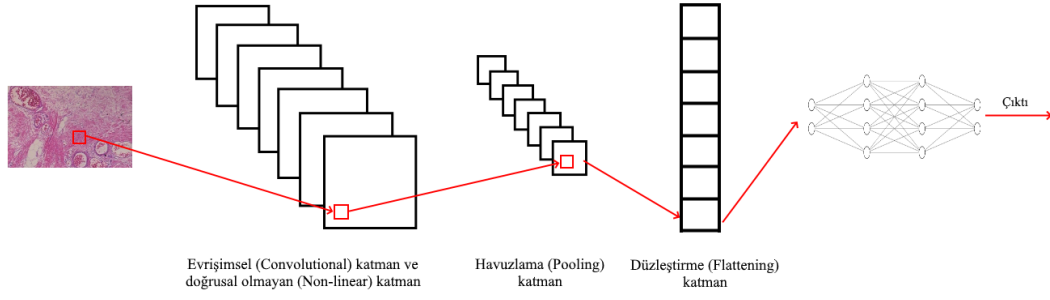 Çıktı
Evrişimsel (Convolutional) katman ve
doğrusal olmayan (Non-linear) katman
Havuzlama (Pooling)
katman
Düzleştirme (Flattening)
katman